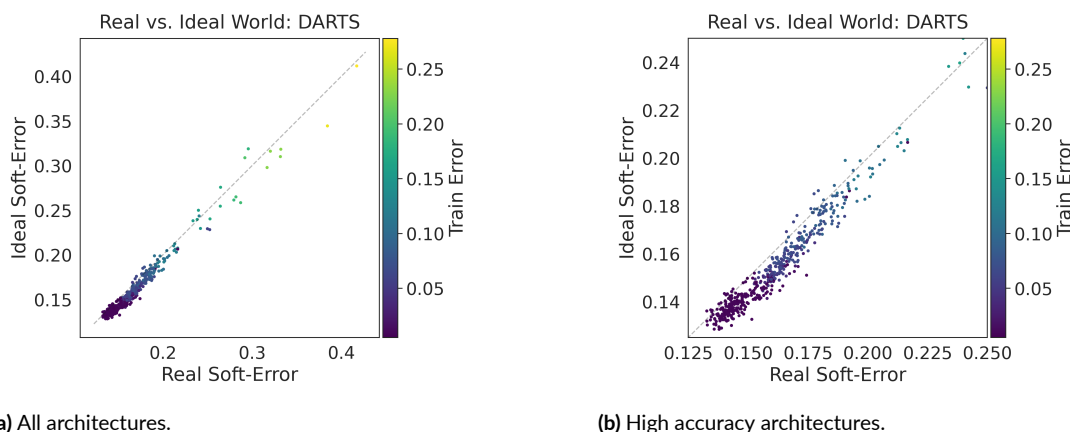 Real vs. Ideal World: DARTS
0.40
0.35
0.30
0.25
0.20
0.15
Ideal Soft-Error
0.2 0.3 0.4
Real Soft-Error
0.25
0.20
0.15
0.10
0.05
Train Error
a) All architectures.
Real vs. Ideal World: DARTS
0.24
0.22
0.20
0.18
0.16
0.14
Ideal Soft-Error
0.125 0.150 0.175 0.200 0.225 0.250
Real Soft-Error
0.25
0.20
0.15
0.10
0.05
Train Error
(b) High accuracy architectures.